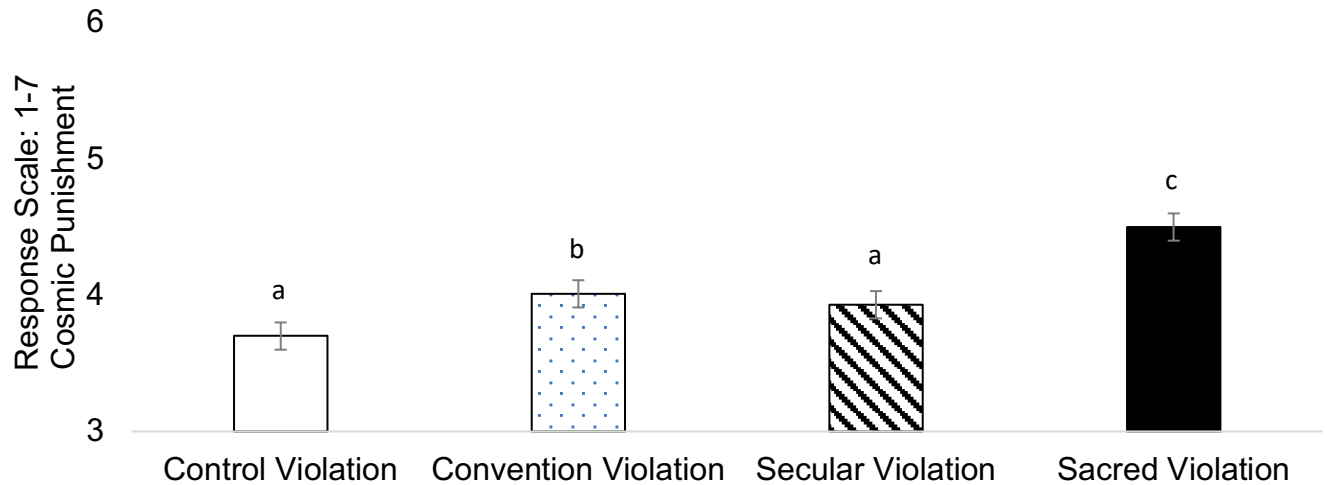 6
Response Scale: 1-7
Cosmic Punishment
5
c
b
a
a
4
3
Control Violation
Convention Violation
Secular Violation
Sacred Violation